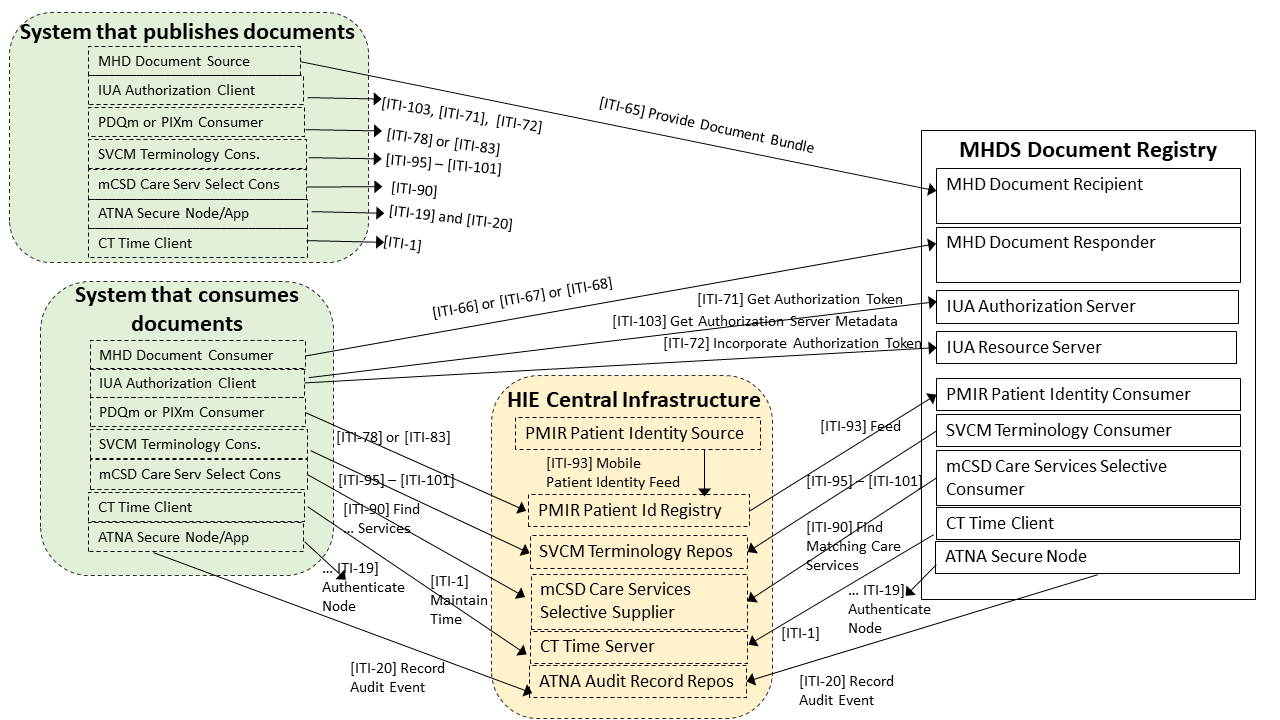 System that publishes documents
MHD Document Source
IUA Authorization Client
PDQm or PIXm Consumer
SVCM Terminology Cons.
mCSD Care Serv Select Cons
ATNA Secure Node/App
CT Time Client
[ITI-103, [ITI-71], [ITI-72]
[ITI-78] or [ITI-83]
[ITI-95] – [ITI-101]
[ITI-90]
[ITI-19] and [ITI-20]
[ITI-1]
[ITI-65] Provide Document Bundle
System that consumes
documents
MHD Document Consumer
IUA Authorization Client
PDQm or PIXm Consumer
SVCM Terminology Cons.
mCSD Care Serv Select Cons
CT Time Client
ATNA Secure Node/App
[ITI-66] or [ITI-67] or [ITI-68]
[ITI-71] Get Authorization Token
[ITI-103] Get Authorization Server Metadata
[ITI-72] Incorporate Authorization Token
[ITI-78] or [ITI-83]
[ITI-95] – [ITI-101]
[ITI-90] Find
... Services
... ITI-19]
Authenticate
Node
[ITI-1]
Maintain
Time
[ITI-20] Record
Audit Event
HIE Central Infrastructure
PMIR Patient Identity Source
[ITI-93] Mobile
Patient Identity Feed
PMIR Patient Id Registry
SVCM Terminology Repos
mCSD Care Services
Selective Supplier
CT Time Server
ATNA Audit Record Repos
[ITI-93] Feed
[ITI-95] – [ITI-101]
[ITI-90] Find
Matching Care
Services
... ITI-19]
Authenticate
Node
[ITI-1]
[ITI-20] Record
Audit Event
MHDS Document Registry
MHD Document Recipient
MHD Document Responder
IUA Authorization Server
IUA Resource Server
PMIR Patient Identity Consumer
SVCM Terminology Consumer
mCSD Care Services Selective
Consumer
CT Time Client
ATNA Secure Node